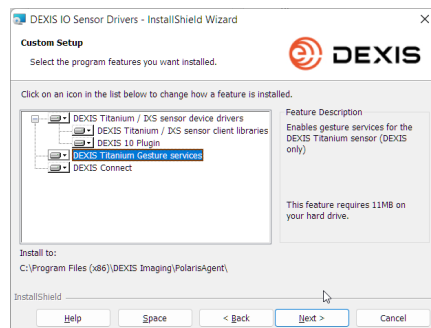 DEXIS IO Sensor Drivers - InstallShield Wizard
Custom Setup
Select the program features you want installed.
DEXIS
Click on an icon in the list below to change how a feature is installed.
DEXIS Titanium / IXS sensor device drivers
DEXIS Titanium / IXS sensor client libraries
DEXIS 10 Plugin
DEXIS Titanium Gesture services
DEXIS Connect
Feature Description
Enables gesture services for the
DEXIS Titanium sensor (DEXIS
only)
This feature requires 11MB on
your hard drive.
Install to:
C:\Program Files (x86)\DEXIS Imaging\PolarisAgent\
InstallShield
Help
Space
< Back
Next >
Cancel